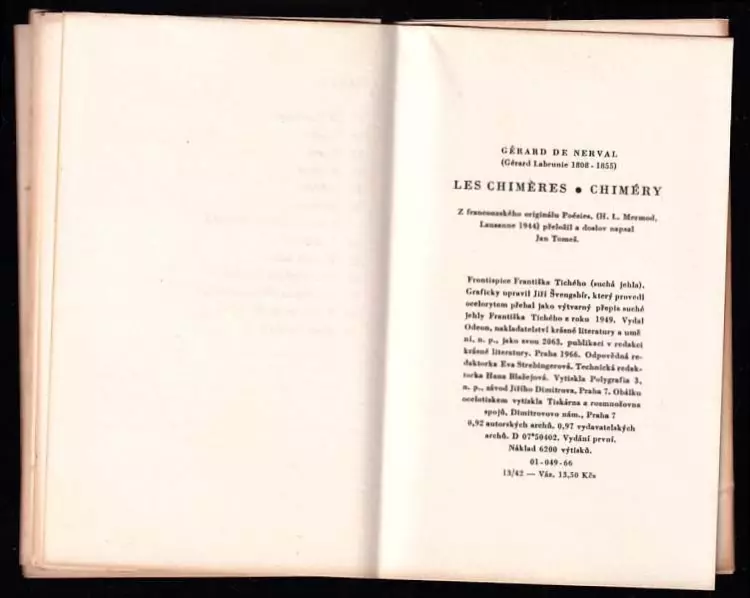 GÉRARD DE NERVAL
(Gérard Labrunie 1808 - 1855)
LES CHIMÈRES • CHIMÉRY
Z francouzského originálu Poésies, (H. L. Mermod,
Lausanne 1944) přeložil a doslov napsal
Jan Tomeš.
Frontispice Františka Tichého (suchá jehla).
Graficky upravil Jiří Švengsbír, který provedl
ocelorytem přebal jako výtvarný přepis suché
jehly Františka Tichého z roku 1949. Vydal
Odeon, nakladatelství krásné literatury a umě
ní, n. p., jako svou 2063. publikaci v redakci
krásné literatury. Praha 1966. Odpovědná re-
daktorka Eva Strebingerová. Technická redak-
torka Hana Blažejová. Vytiskla Polygrafia 3,
n. p., závod Jiřího Dimitrova, Praha 7. Obálku
ocelotiskem vytiskla Tiskárna a rozmnožovna
spojů, Dimitrovovo nám., Praha 7
0,92 autorských archů, 0,97 vydavatelských
archů. D 07*50402. Vydání první.
Náklad 6200 výtisků.
01-049-66
13/42 — Váz. 13,50 Kčs